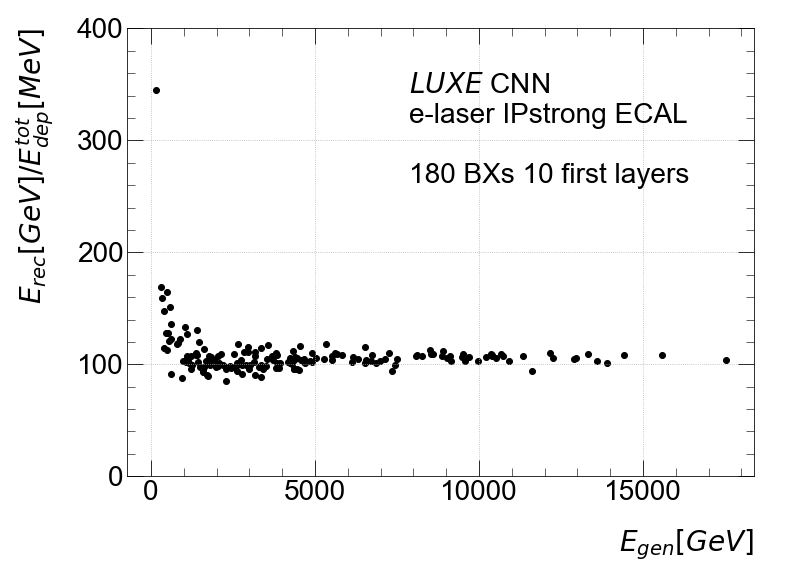 400
300
200
100
0
E_rec[GeV]/E_dep^tot[MeV]
LUXE CNN
e-laser IPstrong ECAL
180 BXs 10 first layers
0 5000 10000 15000
E_gen[GeV]